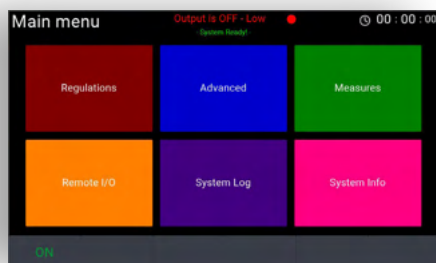 Main menu
Output is OFF - Low
00 : 00 : 00
System Ready!
Regulations
Advanced
Measures
Remote I/O
System Log
System Info
ON